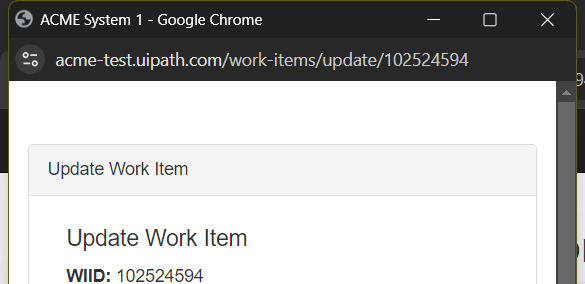 ACME System 1 - Google Chrome
acme-test.uipath.com/work-items/update/102524594
Update Work Item
Update Work Item
WIID: 102524594